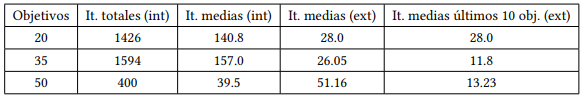 Objetivos It. totales (int) It. medias (int) It. medias (ext) It. medias últimos 10 obj. (ext)
20 1426 140.8 28.0 28.0
35 1594 157.0 26.05 11.8
50 400 39.5 51.16 13.23